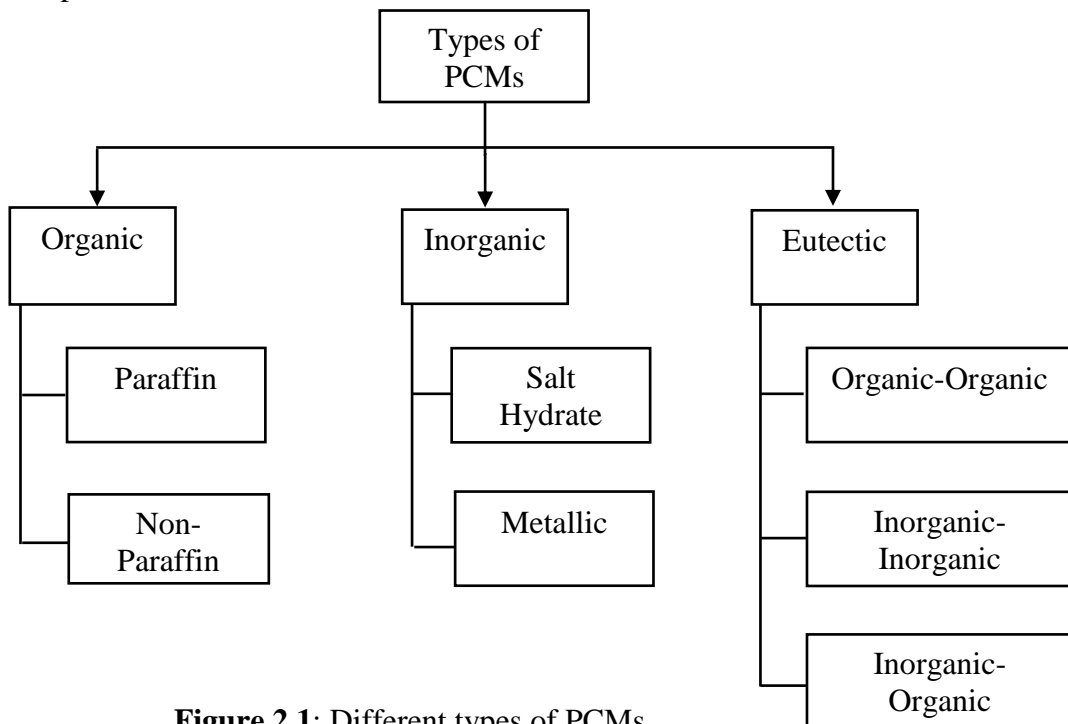 Types of
PCMs
Organic
Inorganic
Eutectic
Paraffin
Salt
Hydrate
Organic-Organic
Non-
Paraffin
Metallic
Inorganic-
Inorganic
Inorganic-
Organic
Figure 2.1: Different types of PCMs